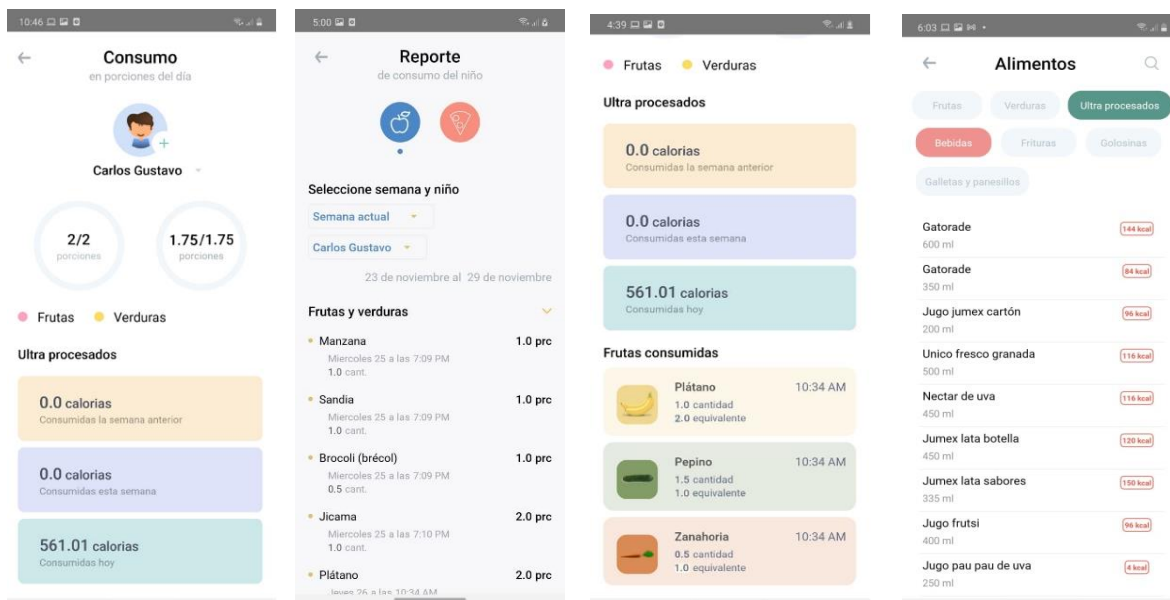 10:46
Consumo
en porciones del día
Carlos Gustavo
2/2
porciones
1.75/1.75
porciones
Frutas
Verduras
Ultra procesados
0.0 calorias
Consumidas la semana anterior
0.0 calorias
Consumidas esta semana
561.01 calorias
Consumidas hoy
5:00
Reporte
de consumo del niño
Seleccione semana y niño
Semana actual
Carlos Gustavo
23 de noviembre al 29 de noviembre
Frutas y verduras
Manzana 1.0 prc
Miercoles 25 a las 7:09 PM
1.0 cant.
Sandia 1.0 prc
Miercoles 25 a las 7:09 PM
1.0 cant.
Brocoli (brécol) 1.0 prc
Miercoles 25 a las 7:09 PM
0.5 cant.
Jicama 2.0 prc
Miercoles 25 a las 7:10 PM
1.0 cant.
Plátano 2.0 prc
Jeves 26 a las 10:34 AM
4:39
Frutas
Verduras
Ultra procesados
0.0 calorias
Consumidas la semana anterior
0.0 calorias
Consumidas esta semana
561.01 calorias
Consumidas hoy
Frutas consumidas
Plátano 10:34 AM
1.0 cantidad
2.0 equivalente
Pepino 10:34 AM
1.5 cantidad
1.0 equivalente
Zanahoria 10:34 AM
0.5 cantidad
1.0 equivalente
6:03
Alimentos
Frutas
Verduras
Ultra procesados
Bebidas
Frituras
Golosinas
Galletas y panesillos
Gatorade 144 kcal
600 ml
Gatorade 84 kcal
350 ml
Jugo jumex cartón 96 kcal
200 ml
Unico fresco granada 116 kcal
500 ml
Nectar de uva 116 kcal
450 ml
Jumex lata botella 120 kcal
450 ml
Jumex lata sabores 150 kcal
335 ml
Jugo frutsi 96 kcal
400 ml
Jugo pau pau de uva 4 kcal
250 ml